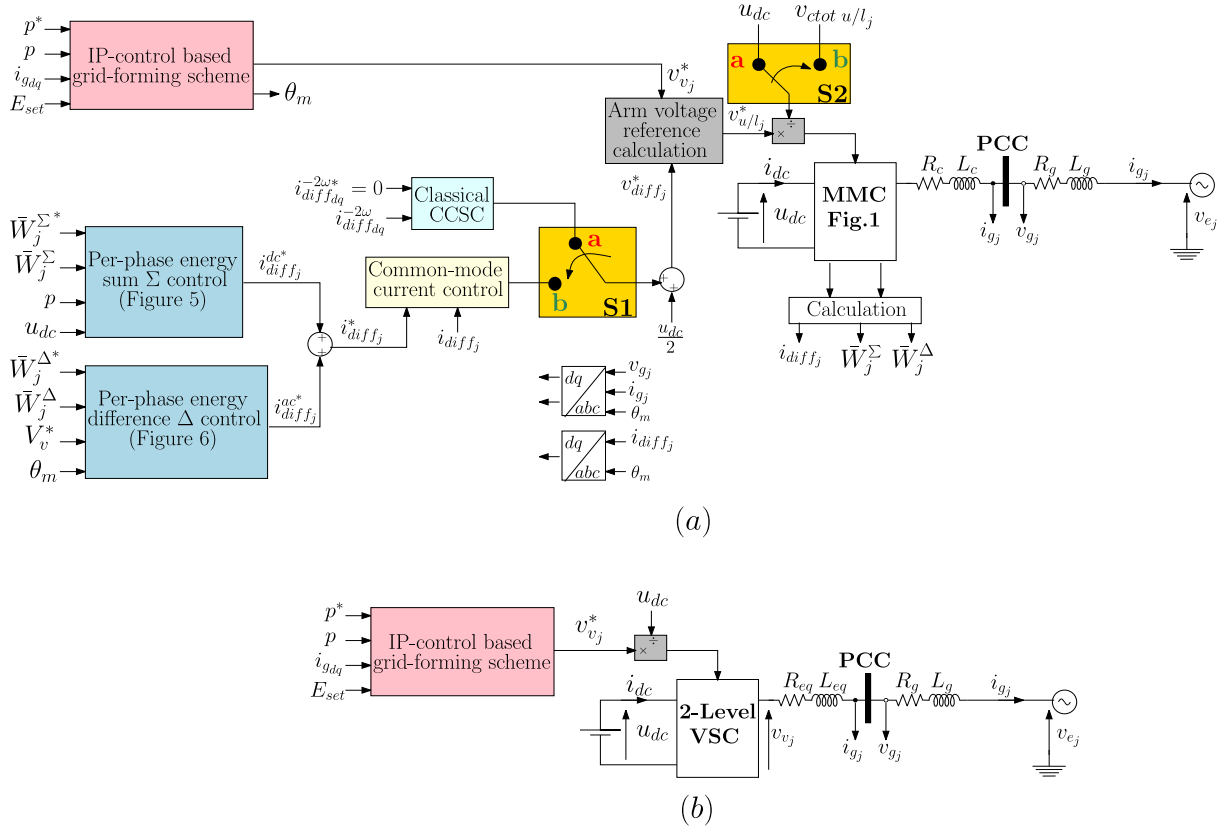 p*
p
i_{g_{dq}}
E_{set}
IP-control based
grid-forming scheme
θ_m
v*_{v_j}
u_{dc}
v_{ctot u/l_j}
a
b
S2
Arm voltage
reference
calculation
v*_{u/l_j}
×
÷
v*_{diff_j}
i^{-2ω*}_{diff_{dq}} = 0
i^{-2ω}_{diff_{dq}}
Classical
CCSC
i_{dc}
u_{dc}
MMC
Fig.1
R_c
L_c
PCC
R_g
L_g
i_{g_j}
i_{g_j}
v_{g_j}
v_{e_j}
W̄_j^{Σ*}
W̄_j^Σ
p
u_{dc}
Per-phase energy
sum Σ control
(Figure 5)
i^{dc*}_{diff_j}
Common-mode
current control
a
b
S1
+
+
u_{dc}/2
Calculation
i_{diff_j}
W̄_j^Σ
W̄_j^Δ
+
+
i*_{diff_j}
i_{diff_j}
W̄_j^{Δ*}
W̄_j^Δ
V_v*
θ_m
Per-phase energy
difference Δ control
(Figure 6)
i^{ac*}_{diff_j}
dq
abc
v_{g_j}
i_{g_j}
θ_m
dq
abc
i_{diff_j}
θ_m
(a)
p*
p
i_{g_{dq}}
E_{set}
IP-control based
grid-forming scheme
v*_{v_j}
u_{dc}
×
÷
i_{dc}
u_{dc}
2-Level
VSC
v_{v_j}
R_{eq}
L_{eq}
PCC
R_g
L_g
i_{g_j}
i_{g_j}
v_{g_j}
v_{e_j}
(b)